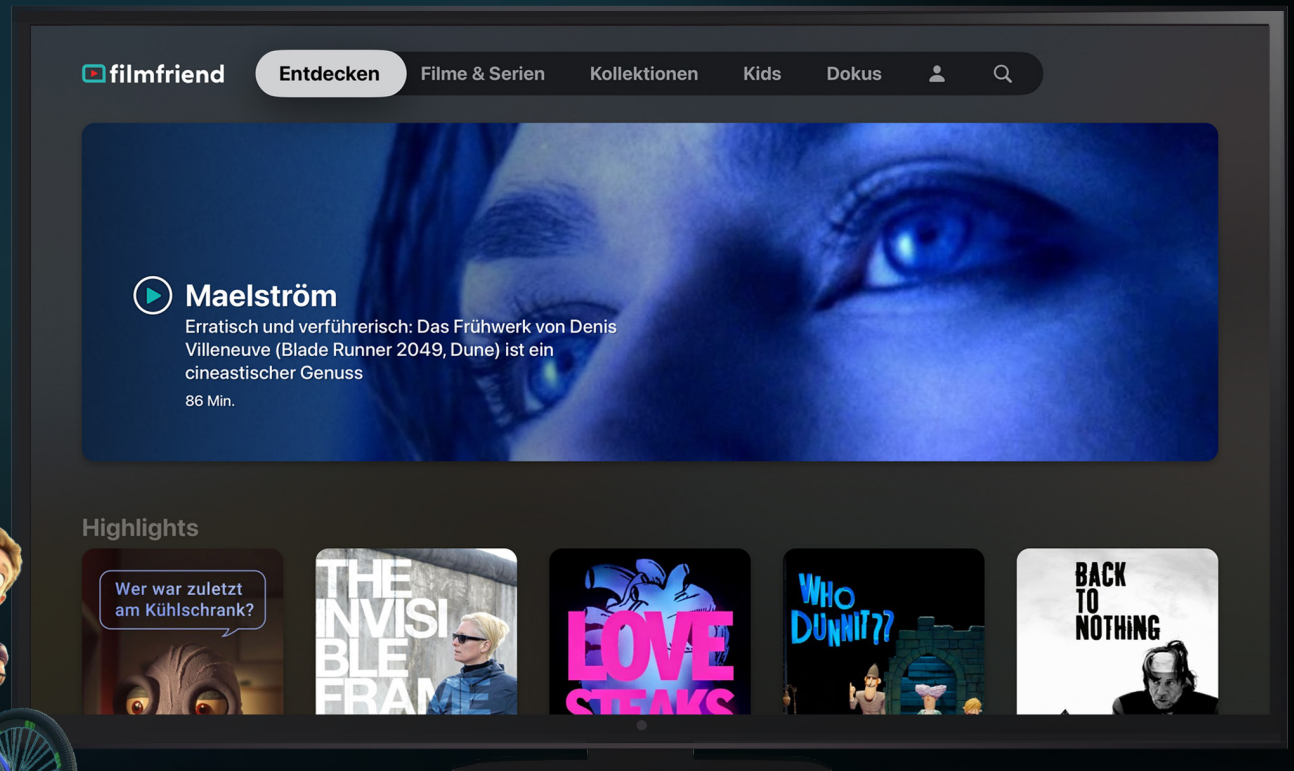 filmfriend
Entdecken
Filme & Serien
Kollektionen
Kids
Dokus
Maelström
Erratisch und verführerisch: Das Frühwerk von Denis
Villeneuve (Blade Runner 2049, Dune) ist ein
cineastischer Genuss
86 Min.
Highlights
Wer war zuletzt
am Kühlschrank?
THE
INVISI
BLE
FRAME
LOVE
STEAKS
WHO
DUNNIT??
BACK
TO
NOTHING